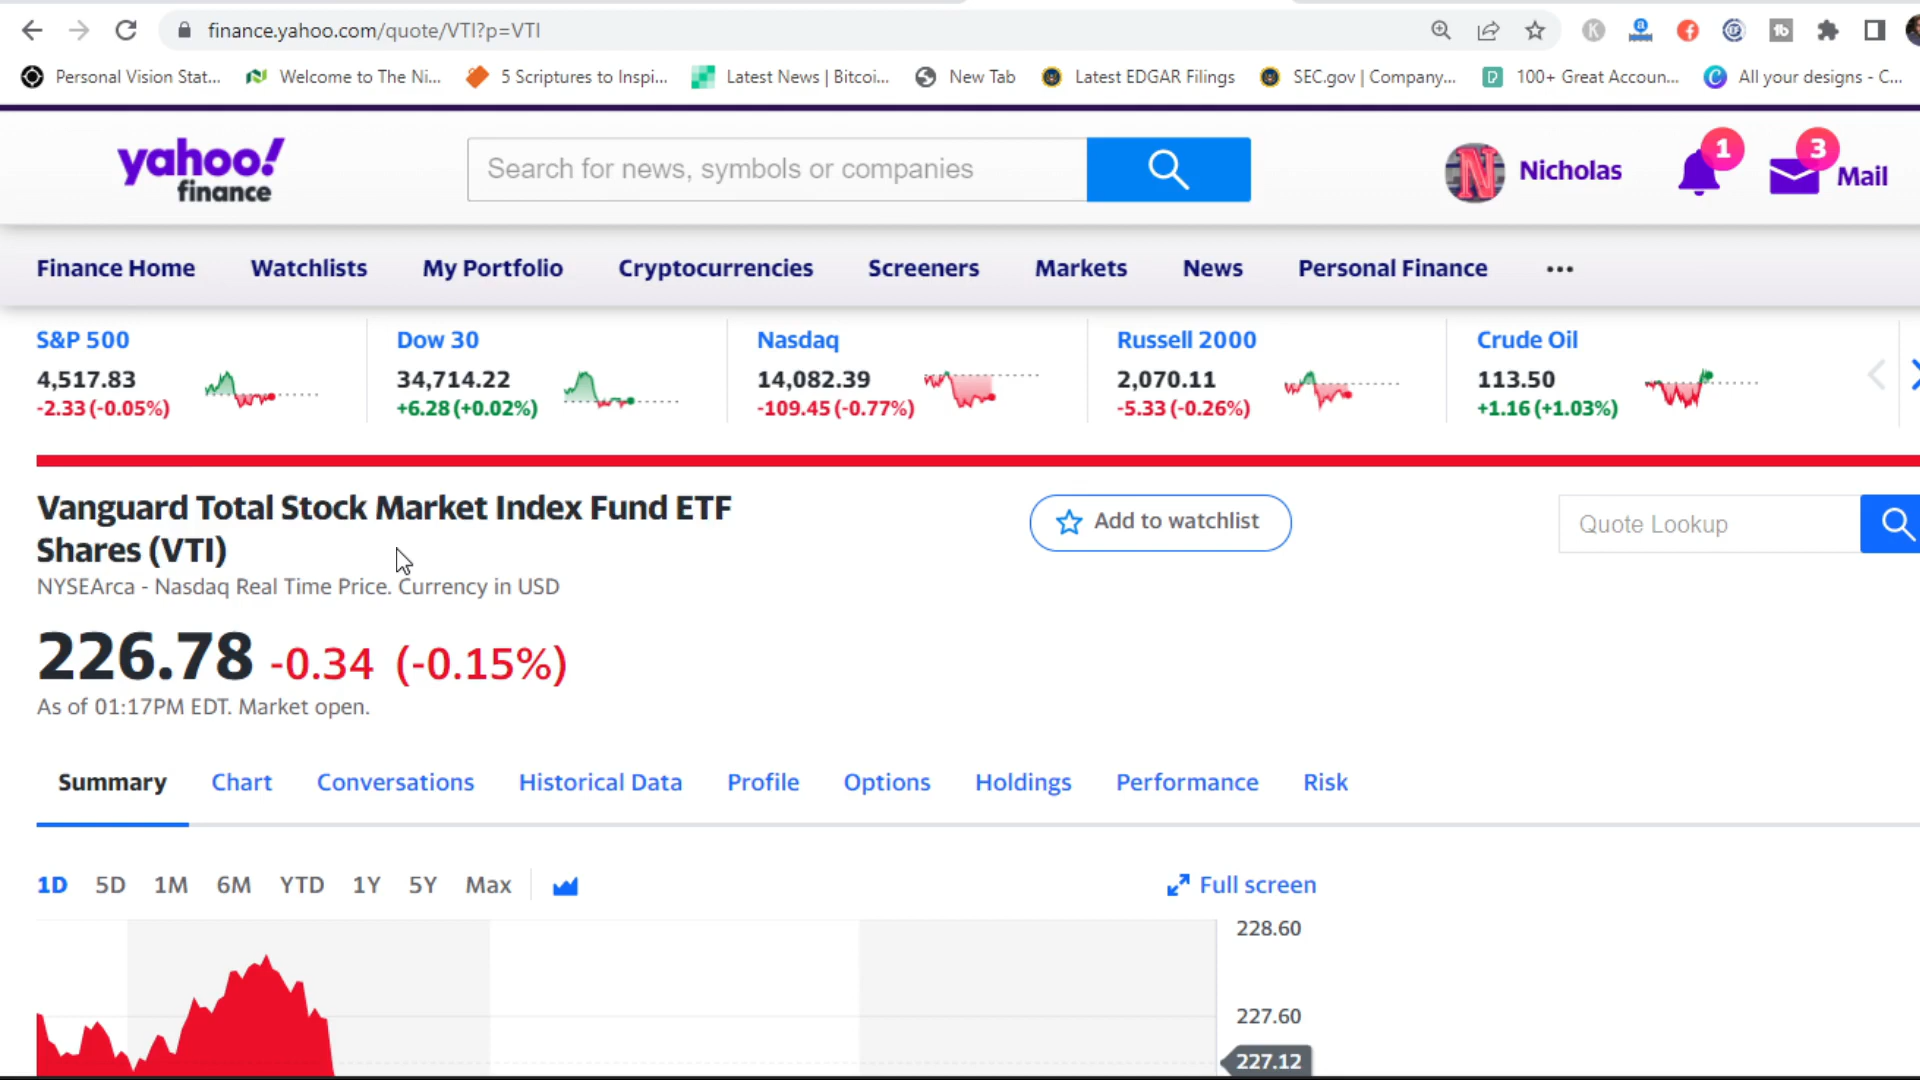 finance.yahoo.com/quote/VTI?p=VTI
Personal Vision Stat... Welcome to The Ni... 5 Scriptures to Inspi... Latest News | Bitcoi... New Tab Latest EDGAR Filings SEC.gov | Company... 100+ Great Accoun... All your designs - C...
yahoo!
finance
Search for news, symbols or companies
N
Nicholas
1
3
Mail
Finance Home Watchlists My Portfolio Cryptocurrencies Screeners Markets News Personal Finance ...
S&P 500
4,517.83
-2.33 (-0.05%)
Dow 30
34,714.22
+6.28 (+0.02%)
Nasdaq
14,082.39
-109.45 (-0.77%)
Russell 2000
2,070.11
-5.33 (-0.26%)
Crude Oil
113.50
+1.16 (+1.03%)
Vanguard Total Stock Market Index Fund ETF
Shares (VTI)
NYSEArca - Nasdaq Real Time Price. Currency in USD
Add to watchlist
Quote Lookup
226.78 -0.34 (-0.15%)
As of 01:17PM EDT. Market open.
Summary Chart Conversations Historical Data Profile Options Holdings Performance Risk
1D 5D 1M 6M YTD 1Y 5Y Max
Full screen
228.60
227.60
227.12